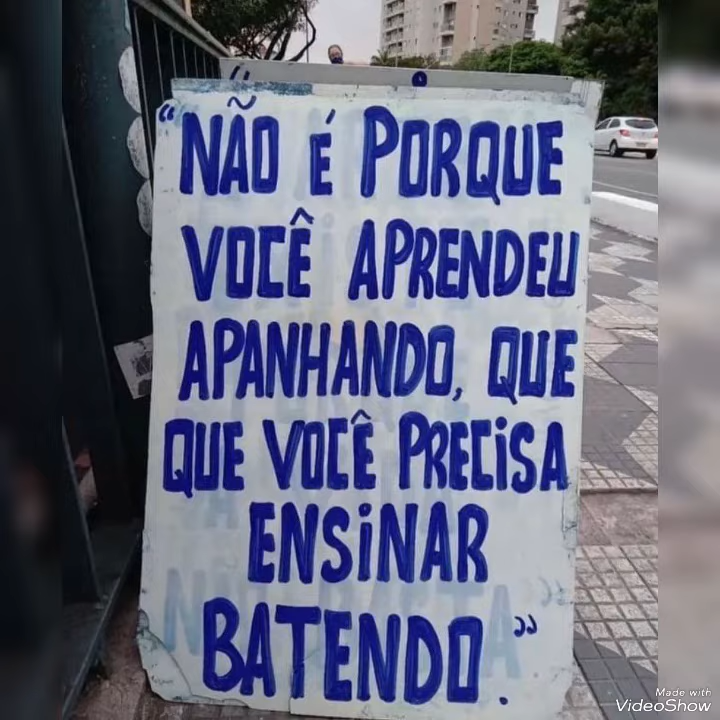 “NÃO É PORQUE
VOCÊ APRENDEU
APANHANDO, QUE
QUE VOCÊ PRECISA
ENSINAR
BATENDO.”
Made with
VideoShow